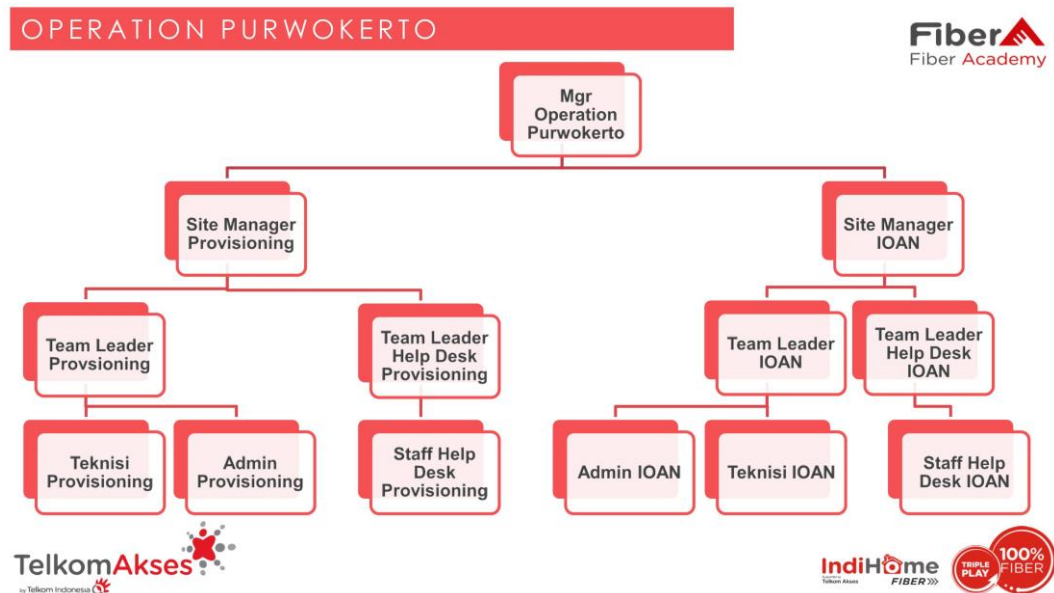 OPERATION PURWOKERTO
Fiber
Fiber Academy
Mgr
Operation
Purwokerto
Site Manager
Provisioning
Site Manager
IOAN
Team Leader
Provsioning
Team Leader
Help Desk
Provisioning
Team Leader
IOAN
Team Leader
Help Desk
IOAN
Teknisi
Provisioning
Admin
Provisioning
Staff Help
Desk
Provisioning
Admin IOAN
Teknisi IOAN
Staff Help
Desk IOAN
TelkomAkses
by Telkom Indonesia
IndiHome
Telkom Akses
FIBER
TRIPLE
PLAY
100%
FIBER